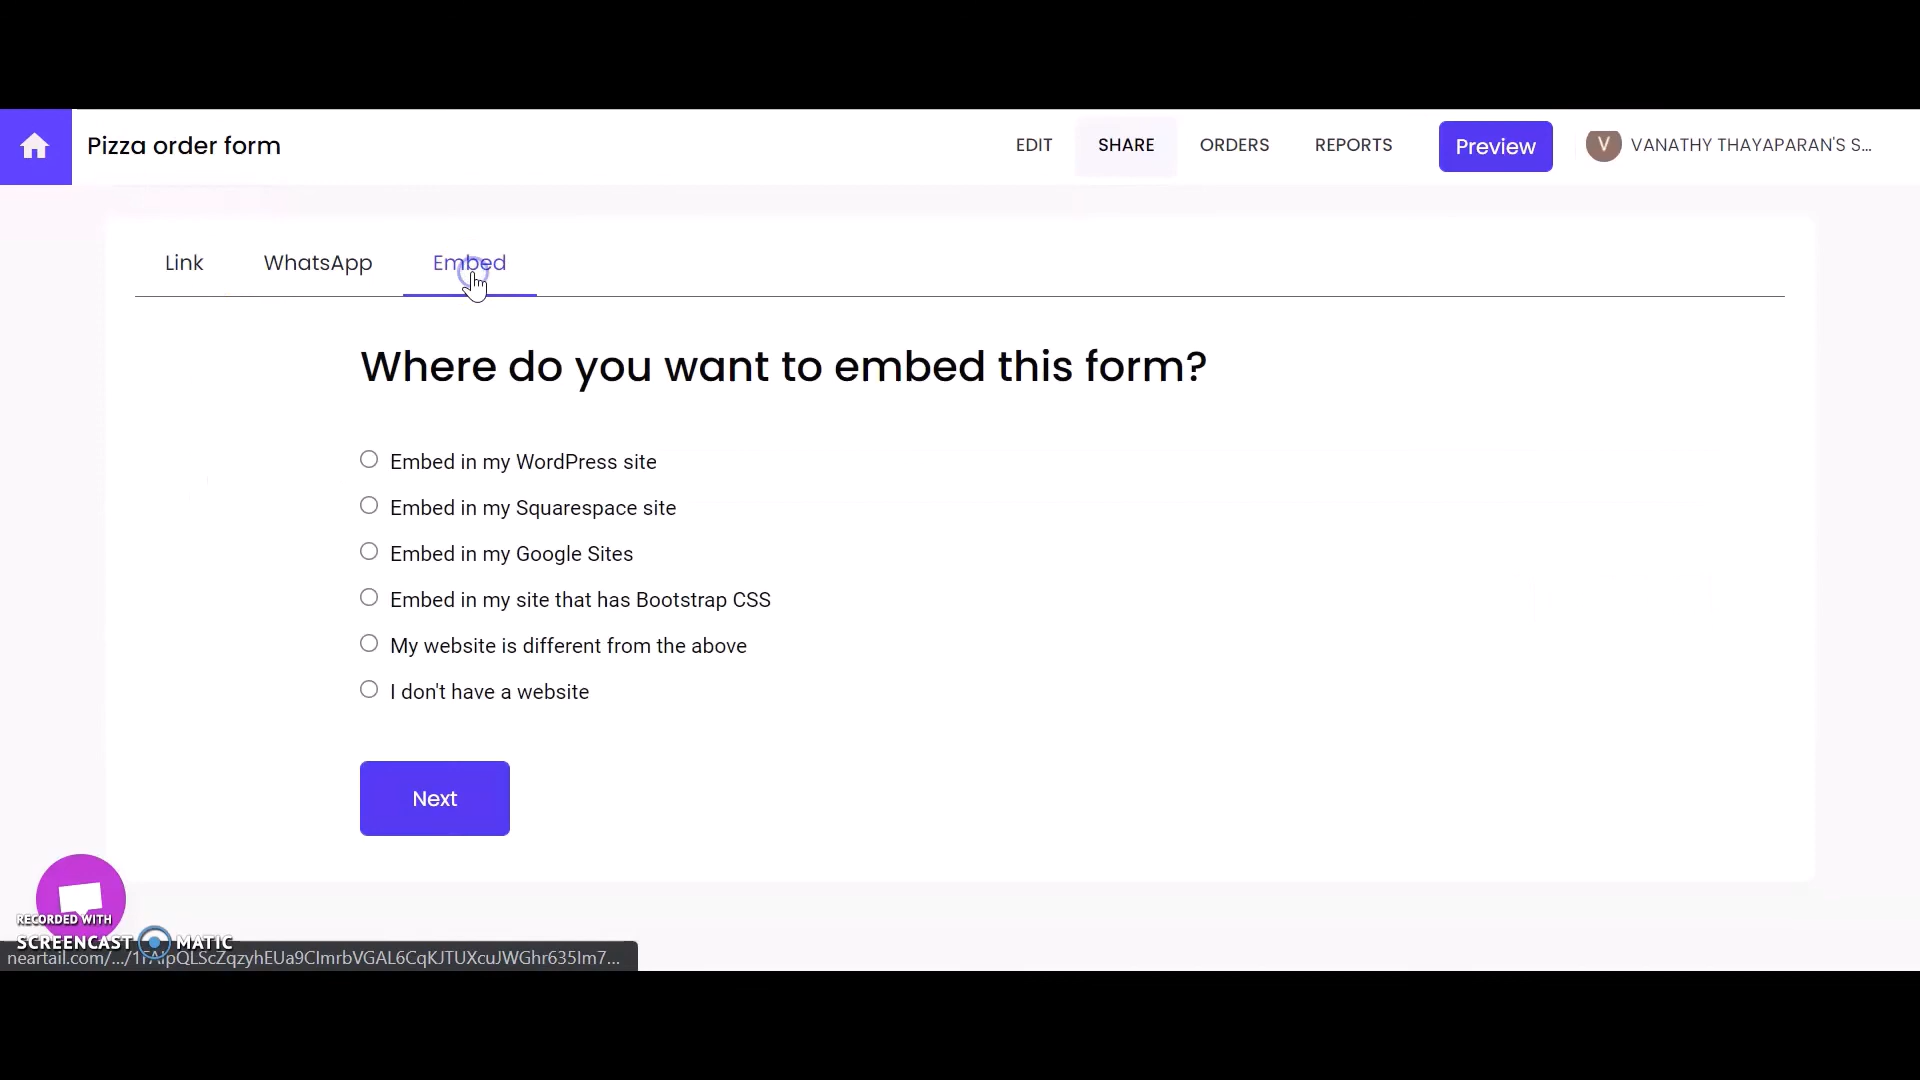 Pizza order form
EDIT
SHARE
ORDERS
REPORTS
Preview
V
VANATHY THAYAPARAN'S S...
Link
WhatsApp
Embed
Where do you want to embed this form?
Embed in my WordPress site
Embed in my Squarespace site
Embed in my Google Sites
Embed in my site that has Bootstrap CSS
My website is different from the above
I don't have a website
Next
RECORDED WITH
SCREENCAST MATIC
neartail.com/.../